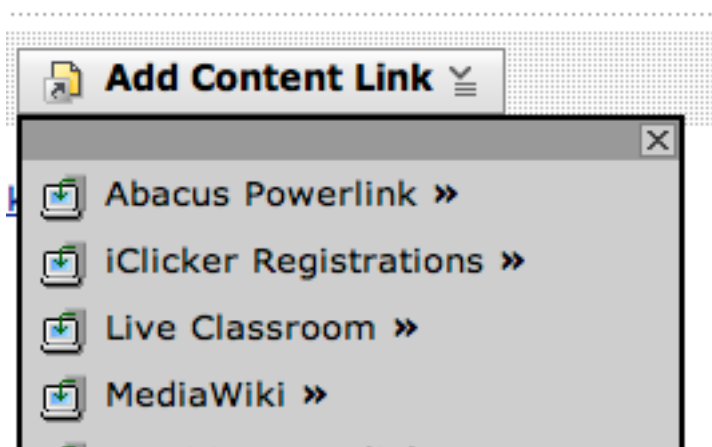 Add Content Link
Abacus Powerlink »
iClicker Registrations »
Live Classroom »
MediaWiki »